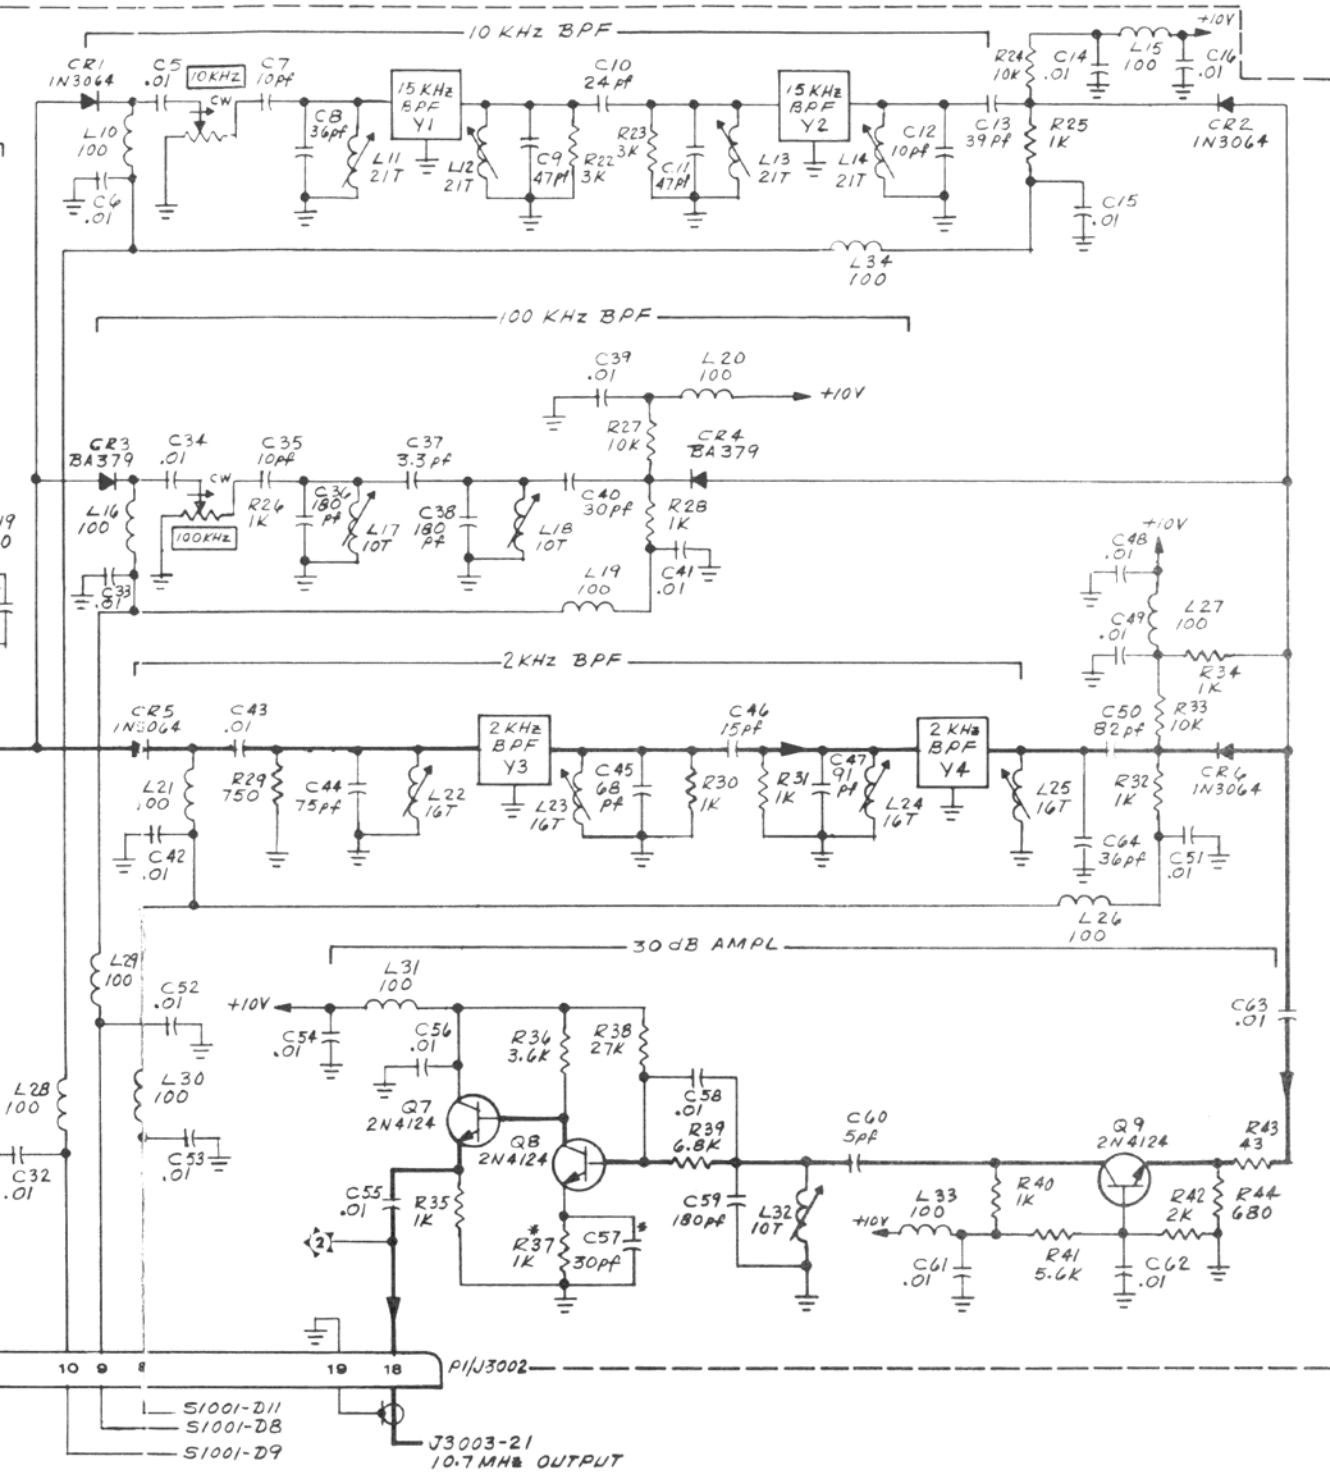 10 KHz BPF
+10V
CR1
1N3064
C5
.01
10KHZ
CW
C7
10pf
C8
36pf
L10
100
C6
.01
L11
21T
15 KHz
BPF
Y1
L12
21T
C9
47pf
R22
3K
C10
24pf
R23
3K
C11
47pf
L13
21T
15 KHz
BPF
Y2
L14
21T
C12
10pf
C13
39pf
R24
10K
C14
.01
L15
100
C16
.01
R25
1K
CR2
1N3064
C15
.01
L34
100
100 KHz BPF
C39
.01
L20
100
+10V
CR3
BA379
C34
.01
CW
100KHZ
L16
100
C33
.01
C35
10pf
R26
1K
C36
180
pf
L17
10T
C37
3.3pf
C38
180
pf
L18
10T
C40
30pf
R27
10K
CR4
BA379
R28
1K
C41
.01
L19
100
+10V
C48
.01
C49
.01
L27
100
R34
1K
2 KHz BPF
CR5
1N3064
C43
.01
L21
100
C42
.01
R29
750
C44
75pf
L22
16T
2 KHz
BPF
Y3
L23
16T
C45
68
pf
R30
1K
C46
15pf
R31
1K
C47
91
pf
L24
16T
2 KHz
BPF
Y4
L25
16T
C50
82pf
R33
10K
R32
1K
CR6
1N3064
C64
36pf
C51
.01
L26
100
30 dB AMPL
L29
100
C52
.01
L28
100
L30
100
C53
.01
C32
.01
+10V
L31
100
C54
.01
C56
.01
R36
3.6K
R38
27K
Q7
2N4124
Q8
2N4124
C58
.01
R39
6.8K
C55
.01
R35
1K
2
*
R37
1K
C57
30pf
*
C59
180pf
L32
10T
C60
5pf
Q9
2N4124
R43
43
C63
.01
+10V
L33
100
R40
1K
R42
2K
R44
680
C61
.01
R41
5.6K
C62
.01
10 9 8 19 18 P1/J3002
S1001-D11
S1001-D8
S1001-D9
J3003-21
10.7 MHz OUTPUT